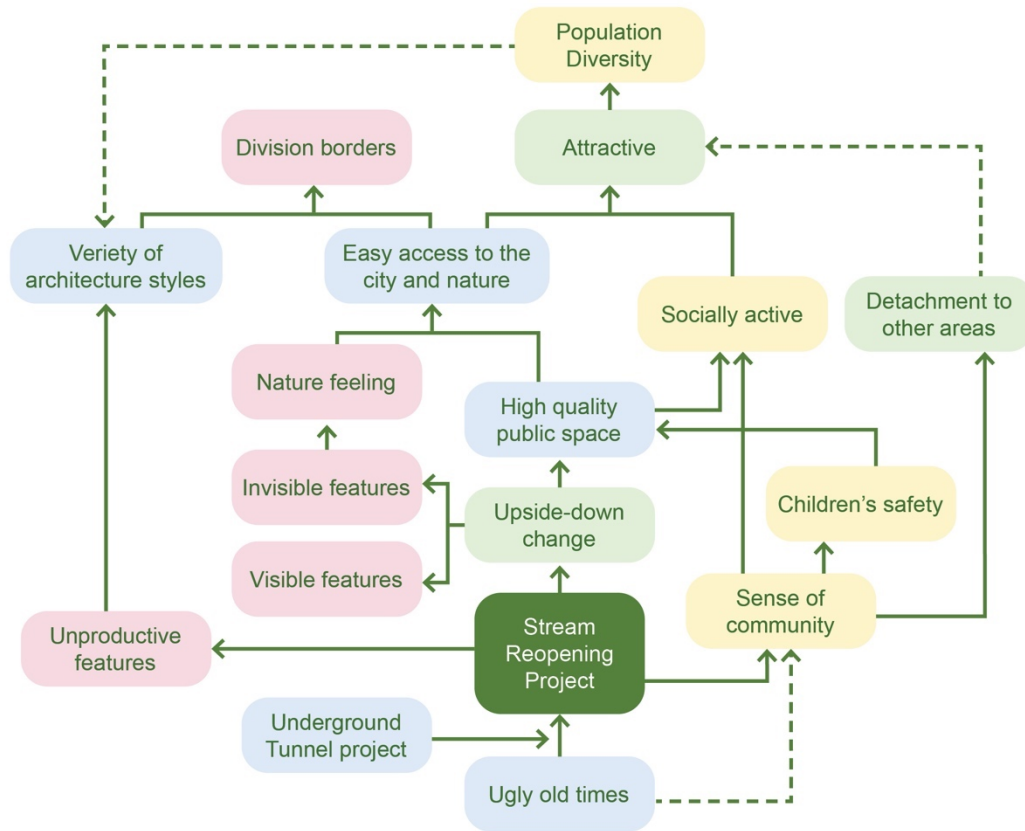 Population
Diversity
Division borders
Attractive
Veriety of
architecture styles
Easy access to the
city and nature
Socially active
Detachment to
other areas
Nature feeling
High quality
public space
Invisible features
Upside-down
change
Children's safety
Visible features
Unproductive
features
Stream
Reopening
Project
Sense of
community
Underground
Tunnel project
Ugly old times